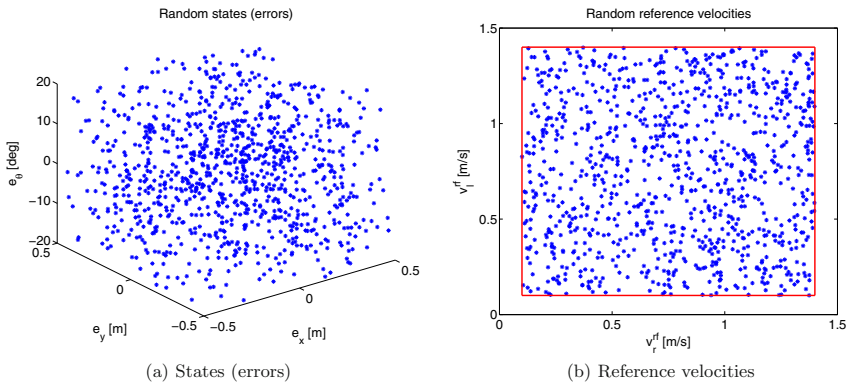 Random states (errors)
20
10
0
−10
−20
e_θ [deg]
0.5
0
−0.5
e_y [m]
−0.5
0
0.5
e_x [m]
(a) States (errors)
Random reference velocities
1.5
1
0.5
0
v_l^rf [m/s]
0
0.5
1
1.5
v_r^rf [m/s]
(b) Reference velocities